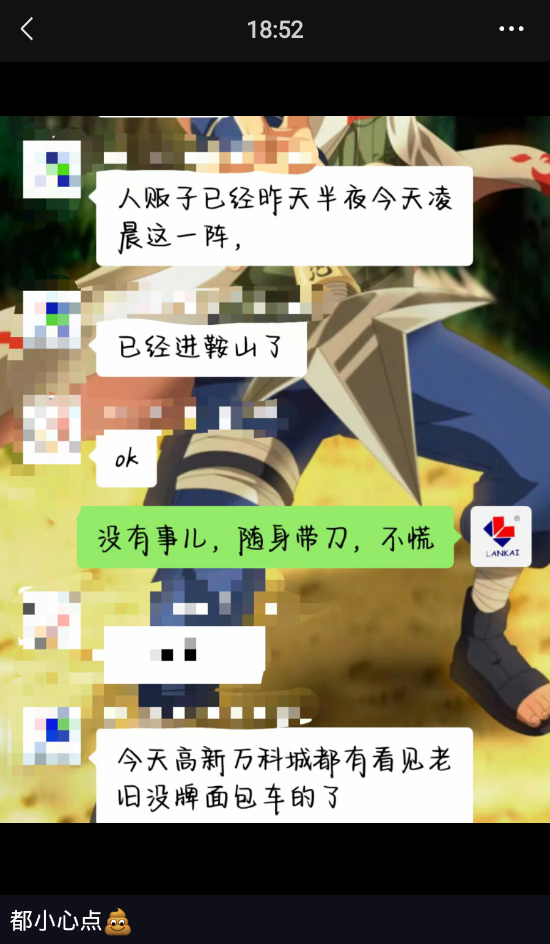 18:52
人贩子已经昨天半夜今天凌
晨这一阵,
已经进鞍山了
ok
没有事儿,随身带刀,不慌
LANKAI
®
今天高新万科城都有看见老
旧没牌面包车的了
都小心点💩